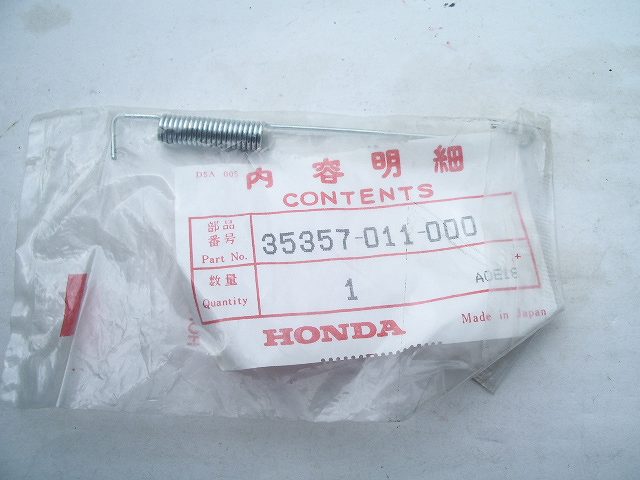 DSA 005
内容明細
CONTENTS
部品
番号
Part No.
35357-011-000
数量
Quantity
1
HONDA
Made in Japan